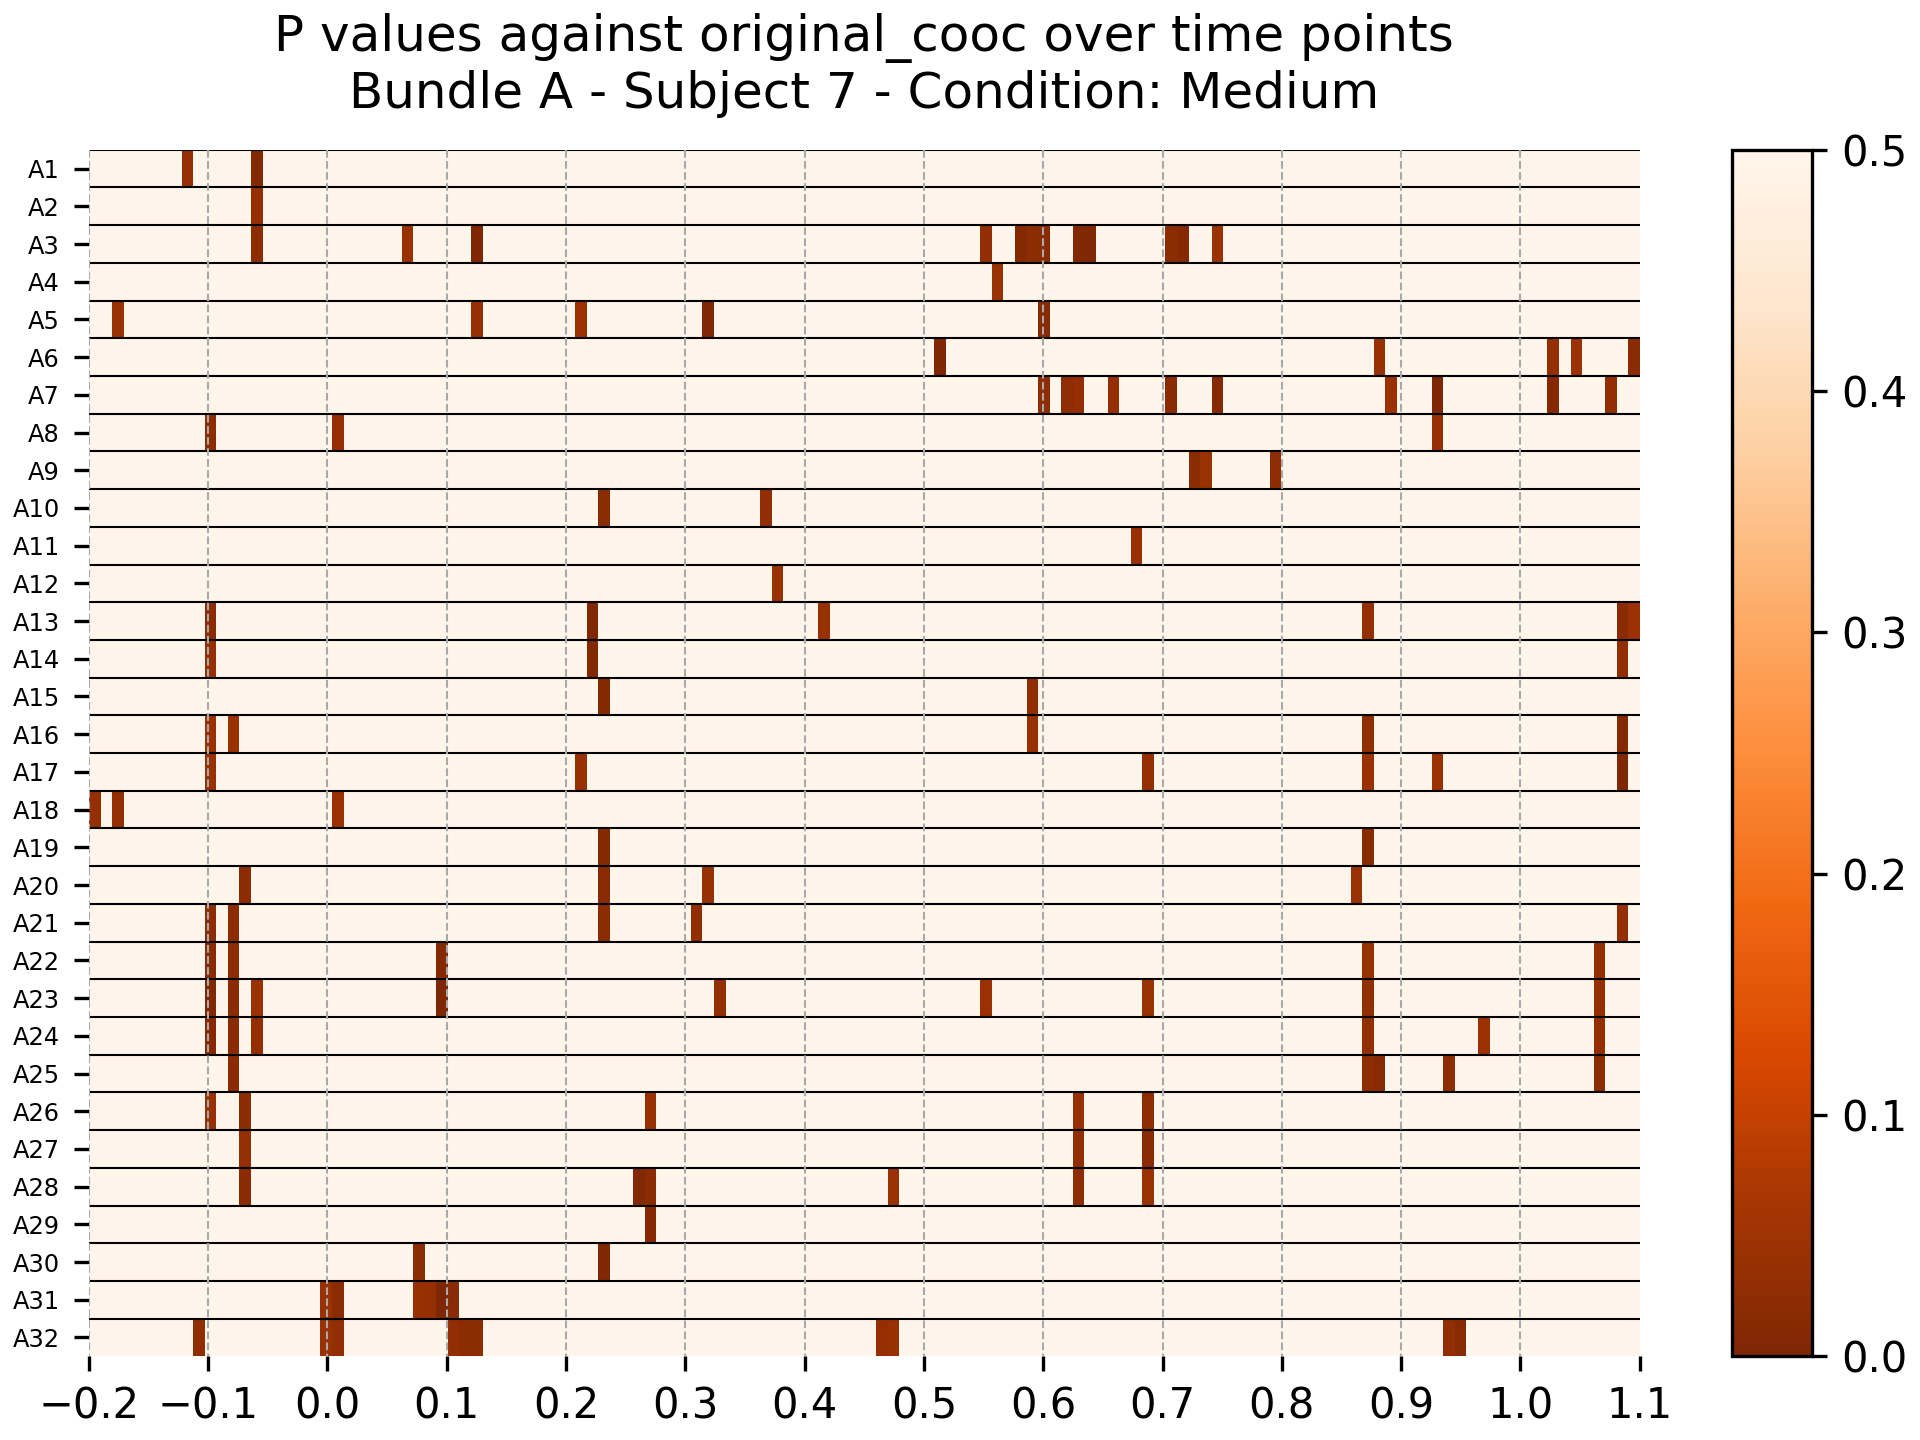 P values against original_cooc over time points
Bundle A - Subject 7 - Condition: Medium
A1
A2
A3
A4
A5
A6
A7
A8
A9
A10
A11
A12
A13
A14
A15
A16
A17
A18
A19
A20
A21
A22
A23
A24
A25
A26
A27
A28
A29
A30
A31
A32
−0.2 −0.1 0.0 0.1 0.2 0.3 0.4 0.5 0.6 0.7 0.8 0.9 1.0 1.1
0.5
0.4
0.3
0.2
0.1
0.0